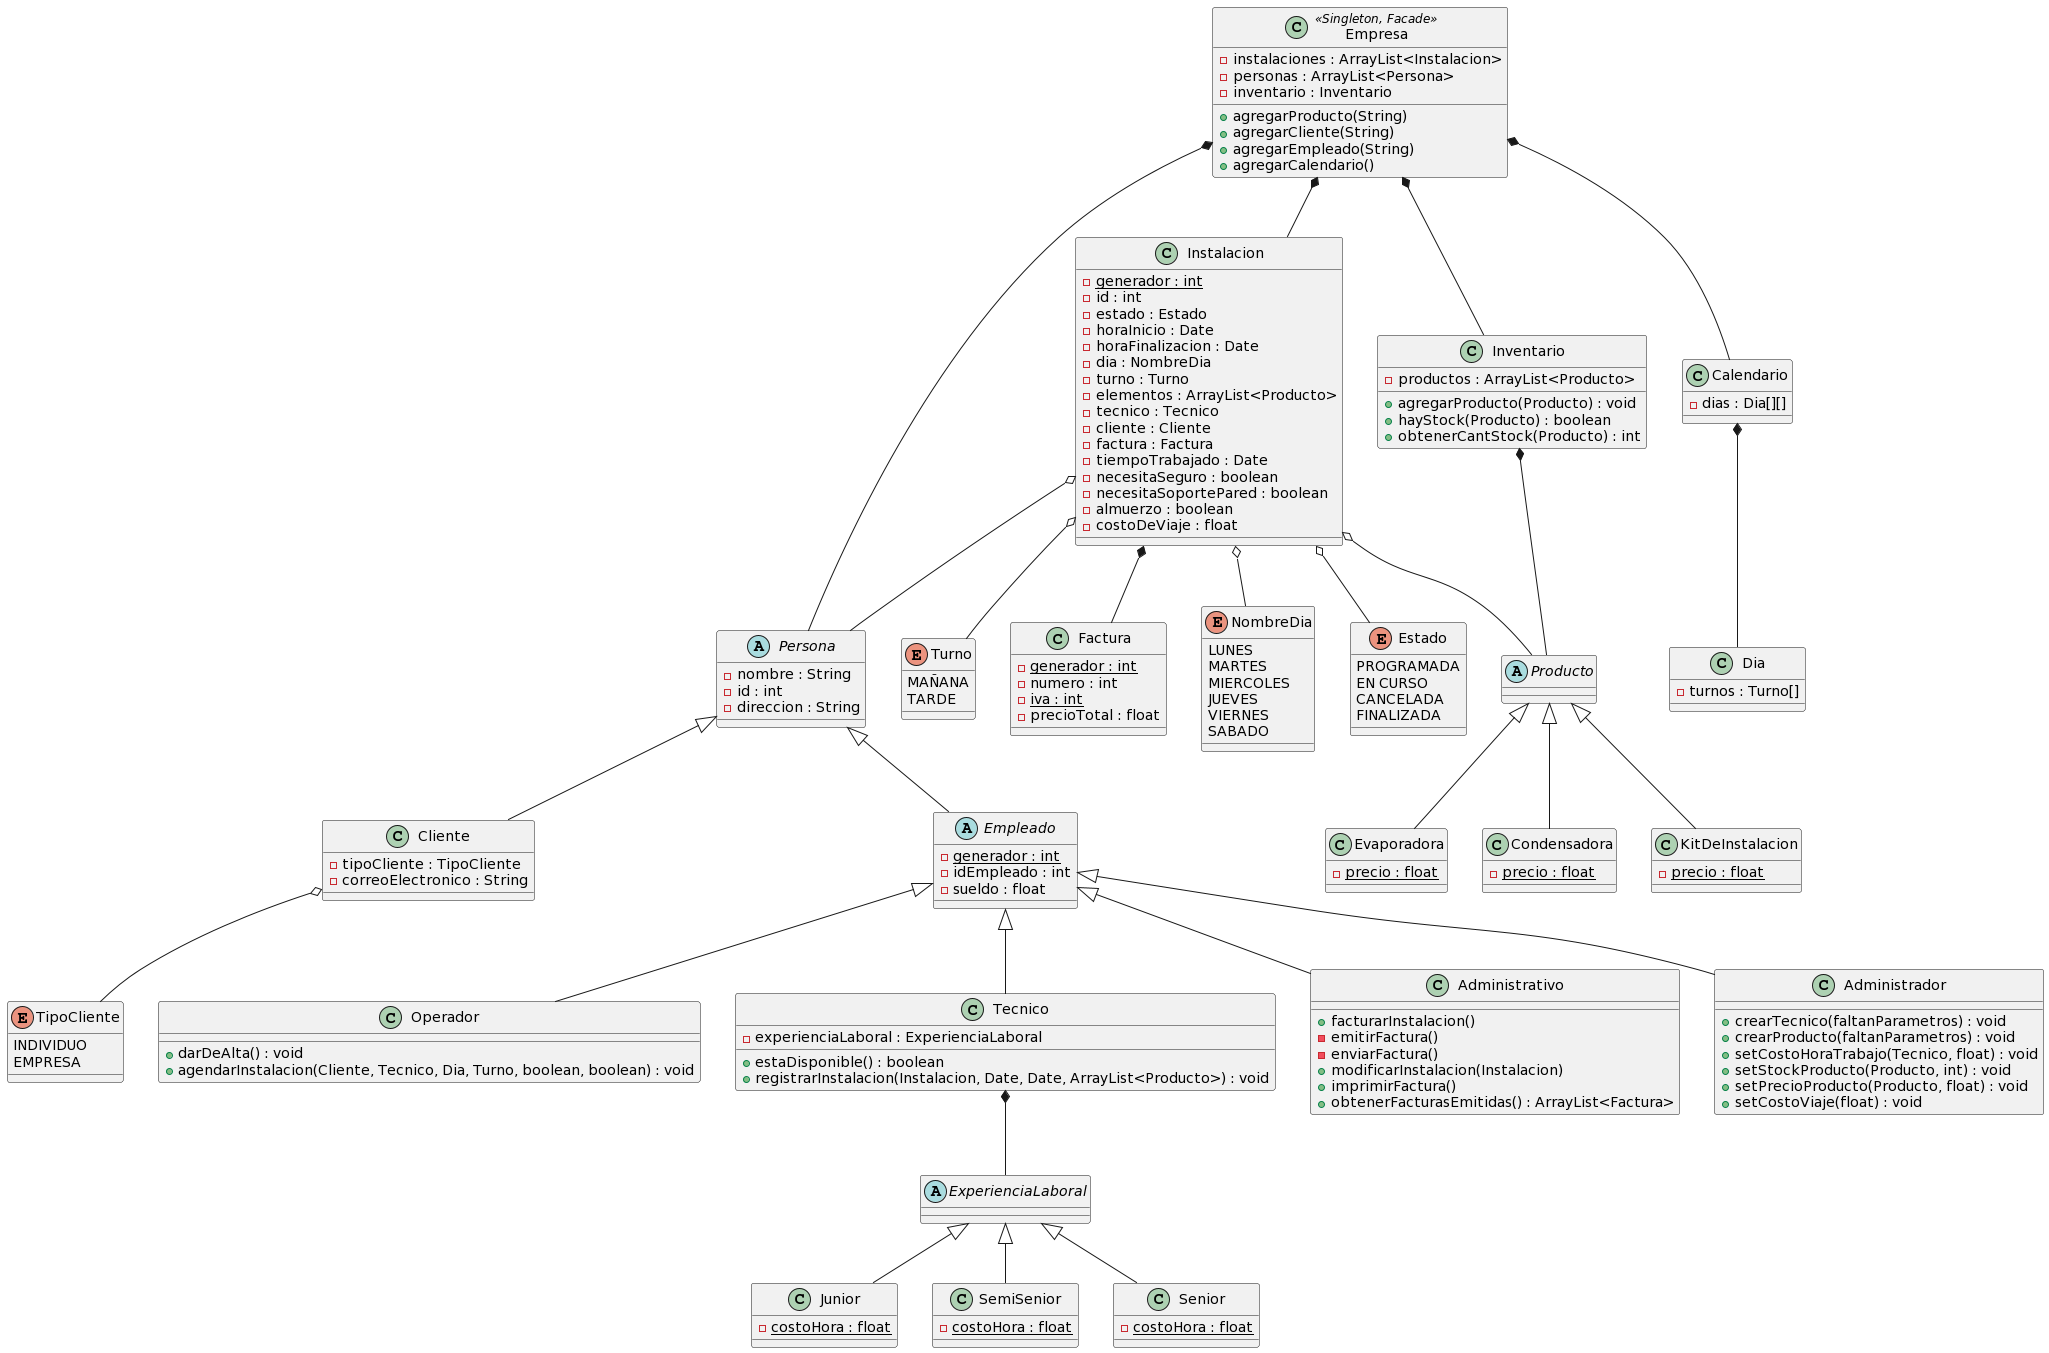 «Singleton, Facade»
C Empresa
instalaciones : ArrayList<Instalacion>
personas : ArrayList<Persona>
inventario : Inventario
agregarProducto(String)
agregarCliente(String)
agregarEmpleado(String)
agregarCalendario()
C Instalacion
generador : int
id : int
estado : Estado
horaInicio : Date
horaFinalizacion : Date
dia : NombreDia
turno : Turno
elementos : ArrayList<Producto>
tecnico : Tecnico
cliente : Cliente
factura : Factura
tiempoTrabajado : Date
necesitaSeguro : boolean
necesitaSoportePared : boolean
almuerzo : boolean
costoDeViaje : float
C Inventario
productos : ArrayList<Producto>
agregarProducto(Producto) : void
hayStock(Producto) : boolean
obtenerCantStock(Producto) : int
C Calendario
dias : Dia[][]
A Persona
nombre : String
id : int
direccion : String
E Turno
MAÑANA
TARDE
C Factura
generador : int
numero : int
iva : int
precioTotal : float
E NombreDia
LUNES
MARTES
MIERCOLES
JUEVES
VIERNES
SABADO
E Estado
PROGRAMADA
EN CURSO
CANCELADA
FINALIZADA
A Producto
C Dia
turnos : Turno[]
C Cliente
tipoCliente : TipoCliente
correoElectronico : String
A Empleado
generador : int
idEmpleado : int
sueldo : float
C Evaporadora
precio : float
C Condensadora
precio : float
C KitDeInstalacion
precio : float
E TipoCliente
INDIVIDUO
EMPRESA
C Operador
darDeAlta() : void
agendarInstalacion(Cliente, Tecnico, Dia, Turno, boolean, boolean) : void
C Tecnico
experienciaLaboral : ExperienciaLaboral
estaDisponible() : boolean
registrarInstalacion(Instalacion, Date, Date, ArrayList<Producto>) : void
C Administrativo
facturarInstalacion()
emitirFactura()
enviarFactura()
modificarInstalacion(Instalacion)
imprimirFactura()
obtenerFacturasEmitidas() : ArrayList<Factura>
C Administrador
crearTecnico(faltanParametros) : void
crearProducto(faltanParametros) : void
setCostoHoraTrabajo(Tecnico, float) : void
setStockProducto(Producto, int) : void
setPrecioProducto(Producto, float) : void
setCostoViaje(float) : void
A ExperienciaLaboral
C Junior
costoHora : float
C SemiSenior
costoHora : float
C Senior
costoHora : float